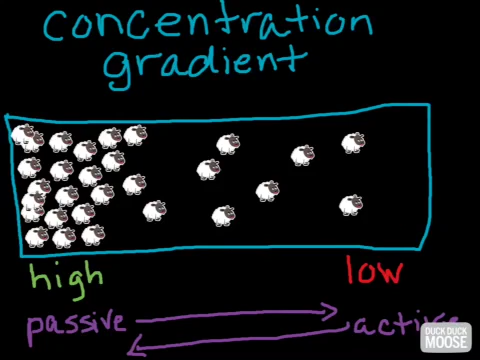 concentration
gradient
high low
passive active
DUCK DUCK
MOOSE